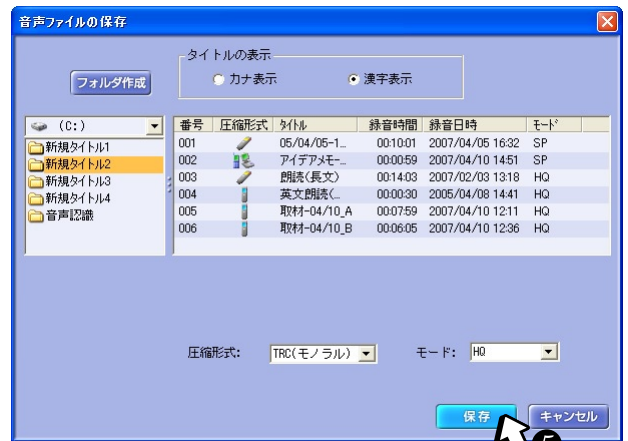 音声ファイルの保存
タイトルの表示
フォルダ作成
カナ表示
漢字表示
(C:)
新規タイトル1
新規タイトル2
新規タイトル3
新規タイトル4
音声認識
番号 圧縮形式 ﾀｲﾄﾙ 録音時間 録音日時 ﾓｰﾄﾞ
001 05/04/05-1... 00:10:01 2007/04/05 16:32 SP
002 アイデアメモ-... 00:00:59 2007/04/10 14:51 SP
003 朗読(長文) 00:14:03 2007/02/03 13:18 HQ
004 英文朗読(... 00:00:30 2005/04/08 14:41 HQ
005 取材-04/10_A 00:07:59 2007/04/10 12:11 HQ
006 取材-04/10_B 00:06:05 2007/04/10 12:36 HQ
圧縮形式: TRC(モノラル) モード: HQ
保存 キャンセル